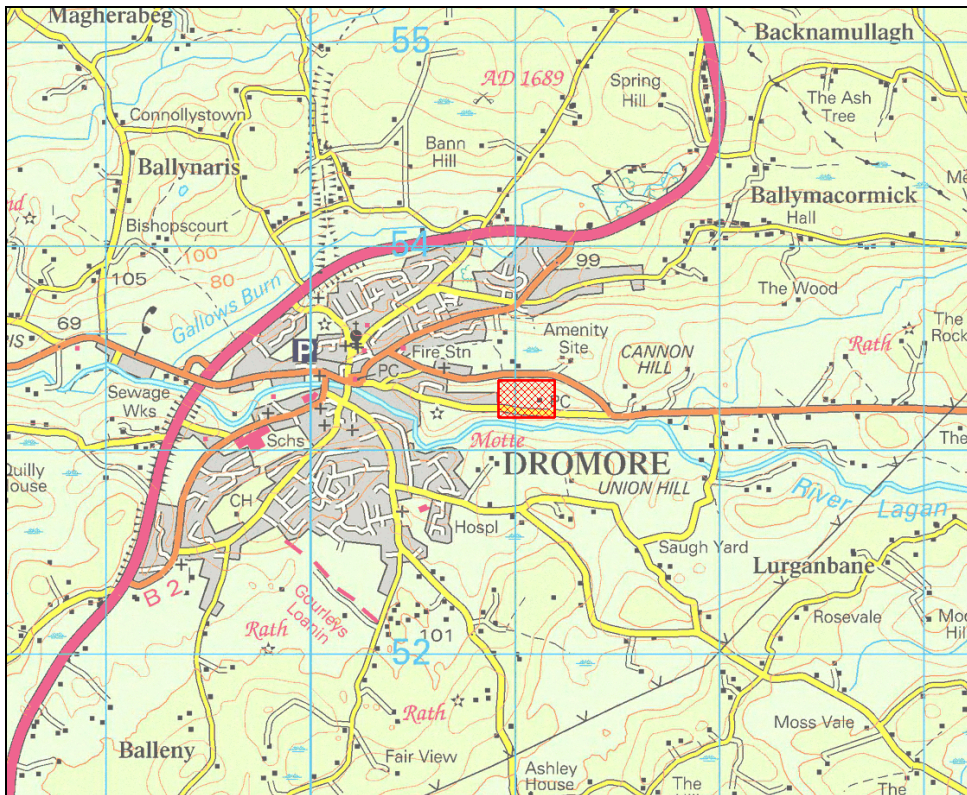 Magherabeg
55
Backnamullagh
AD 1689
Spring
Hill
The Ash
Tree
Connollystown
Bann
Hill
Ballynaris
Ballymacormick
Hall
Bishopscourt
54
100
99
105
80
The Wood
Gallows Burn
69
Amenity
Site
The
Rock
Rath
P
Fire Stn
CANNON
HILL
PC
PC
Sewage
Wks
Schs
Motte
The
DROMORE
UNION HILL
Quilly
House
River Lagan
CH
Hospl
Saugh Yard
Lurganbane
B 2
Gourleys
Loanin
Rosevale
Rath
101
52
Rath
Moss Vale
Balleny
Fair View
Ashley
House
The
The